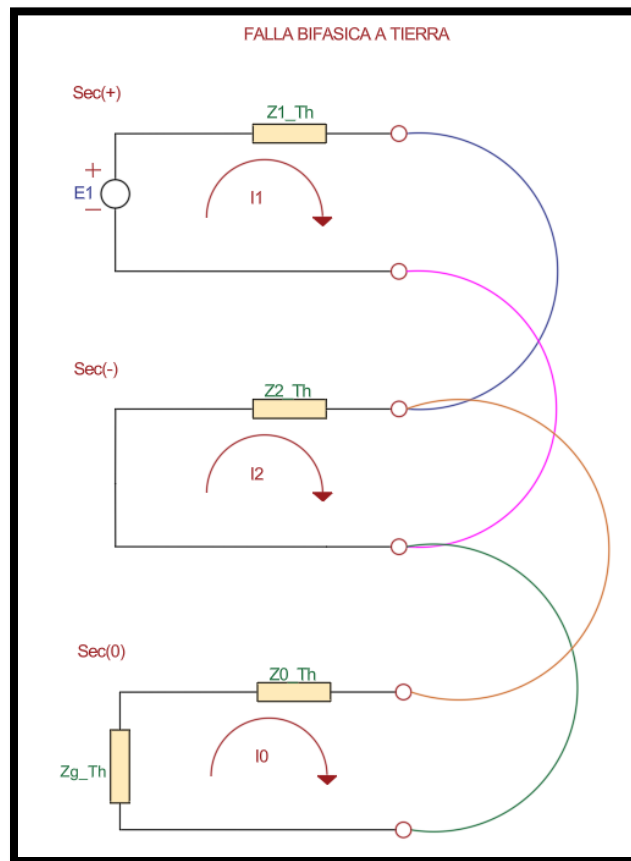 FALLA BIFASICA A TIERRA
Sec(+)
Z1_Th
+
E1
−
I1
Sec(-)
Z2_Th
I2
Sec(0)
Z0_Th
Zg_Th
I0